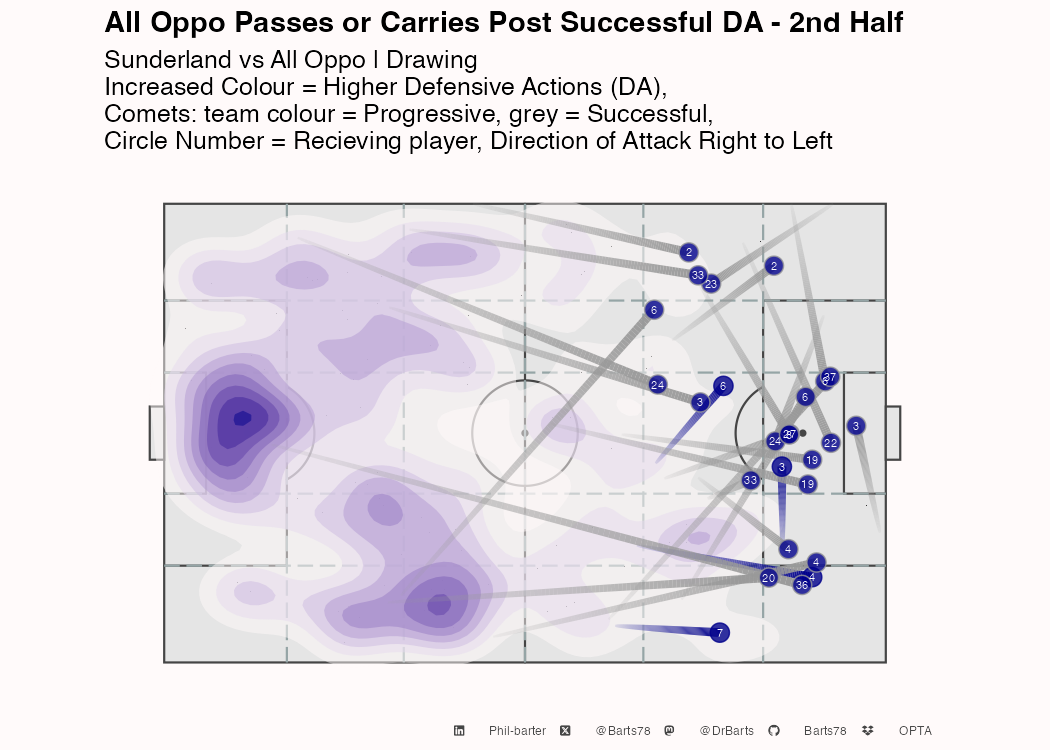 All Oppo Passes or Carries Post Successful DA - 2nd Half
Sunderland vs All Oppo | Drawing
Increased Colour = Higher Defensive Actions (DA),
Comets: team colour = Progressive, grey = Successful,
Circle Number = Recieving player, Direction of Attack Right to Left
2
2
33
23
6
24
3
6
37
6
24
27
22
3
19
3
33
19
4
4
20
36
4
7
Phil-barter
@Barts78
@DrBarts
Barts78
OPTA